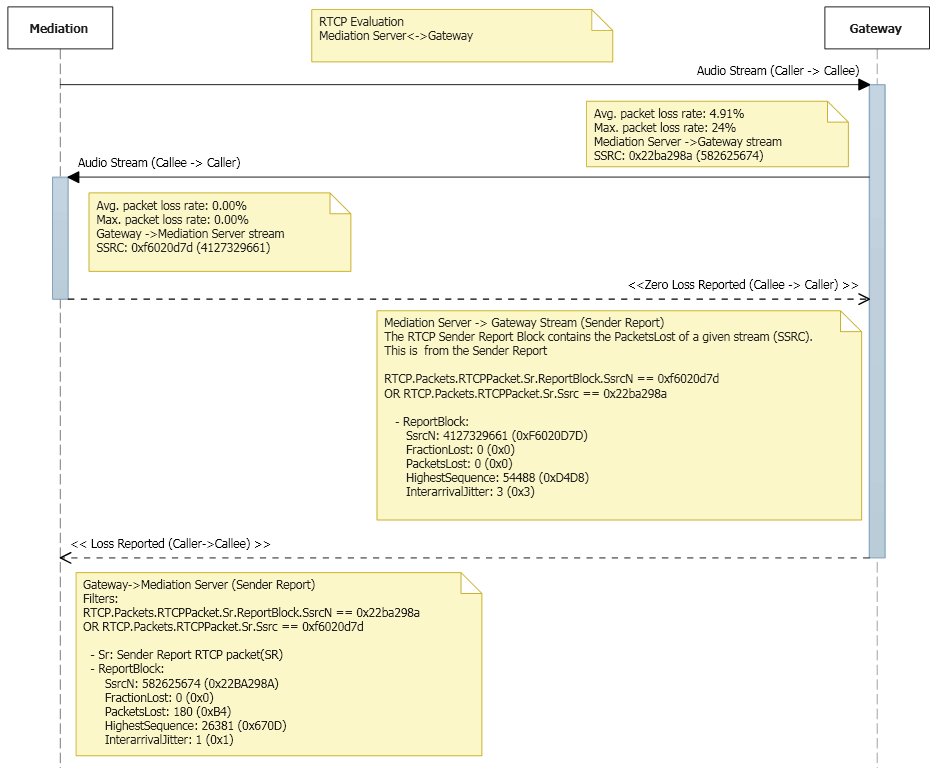 Mediation
RTCP Evaluation
Mediation Server<->Gateway
Gateway
Audio Stream (Caller -> Callee)
Avg. packet loss rate: 4.91%
Max. packet loss rate: 24%
Mediation Server ->Gateway stream
SSRC: 0x22ba298a (582625674)
Audio Stream (Callee -> Caller)
Avg. packet loss rate: 0.00%
Max. packet loss rate: 0.00%
Gateway ->Mediation Server stream
SSRC: 0xf6020d7d (4127329661)
<<Zero Loss Reported (Callee -> Caller) >>
Mediation Server -> Gateway Stream (Sender Report)
The RTCP Sender Report Block contains the PacketsLost of a given stream (SSRC).
This is  from the Sender Report
RTCP.Packets.RTCPPacket.Sr.ReportBlock.SsrcN == 0xf6020d7d
OR RTCP.Packets.RTCPPacket.Sr.Ssrc == 0x22ba298a
- ReportBlock:
SsrcN: 4127329661 (0xF6020D7D)
FractionLost: 0 (0x0)
PacketsLost: 0 (0x0)
HighestSequence: 54488 (0xD4D8)
InterarrivalJitter: 3 (0x3)
<< Loss Reported (Caller->Callee) >>
Gateway->Mediation Server (Sender Report)
Filters:
RTCP.Packets.RTCPPacket.Sr.ReportBlock.SsrcN == 0x22ba298a
OR RTCP.Packets.RTCPPacket.Sr.Ssrc == 0xf6020d7d
- Sr: Sender Report RTCP packet(SR)
- ReportBlock:
SsrcN: 582625674 (0x22BA298A)
FractionLost: 0 (0x0)
PacketsLost: 180 (0xB4)
HighestSequence: 26381 (0x670D)
InterarrivalJitter: 1 (0x1)